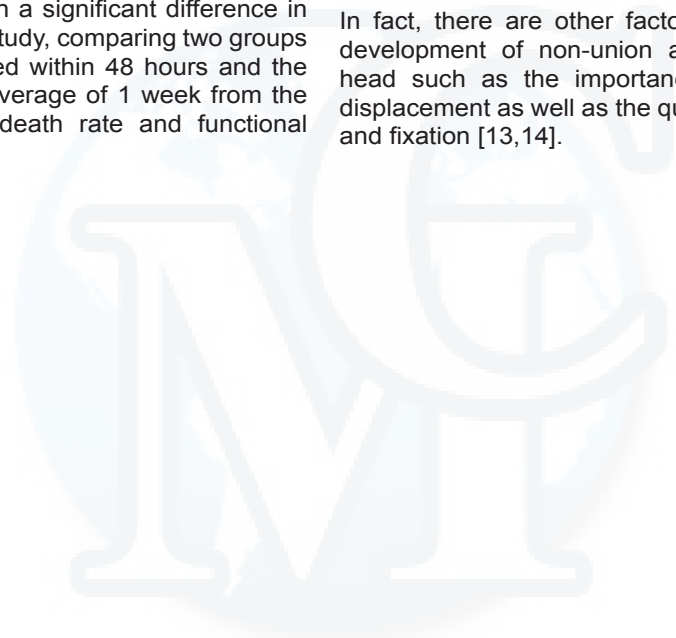 n a significant difference in
tudy, comparing two groups
ed within 48 hours and the
verage of 1 week from the
death rate and functional
In fact, there are other facto
development of non-union a
head such as the importanc
displacement as well as the qu
and fixation [13,14].
MC